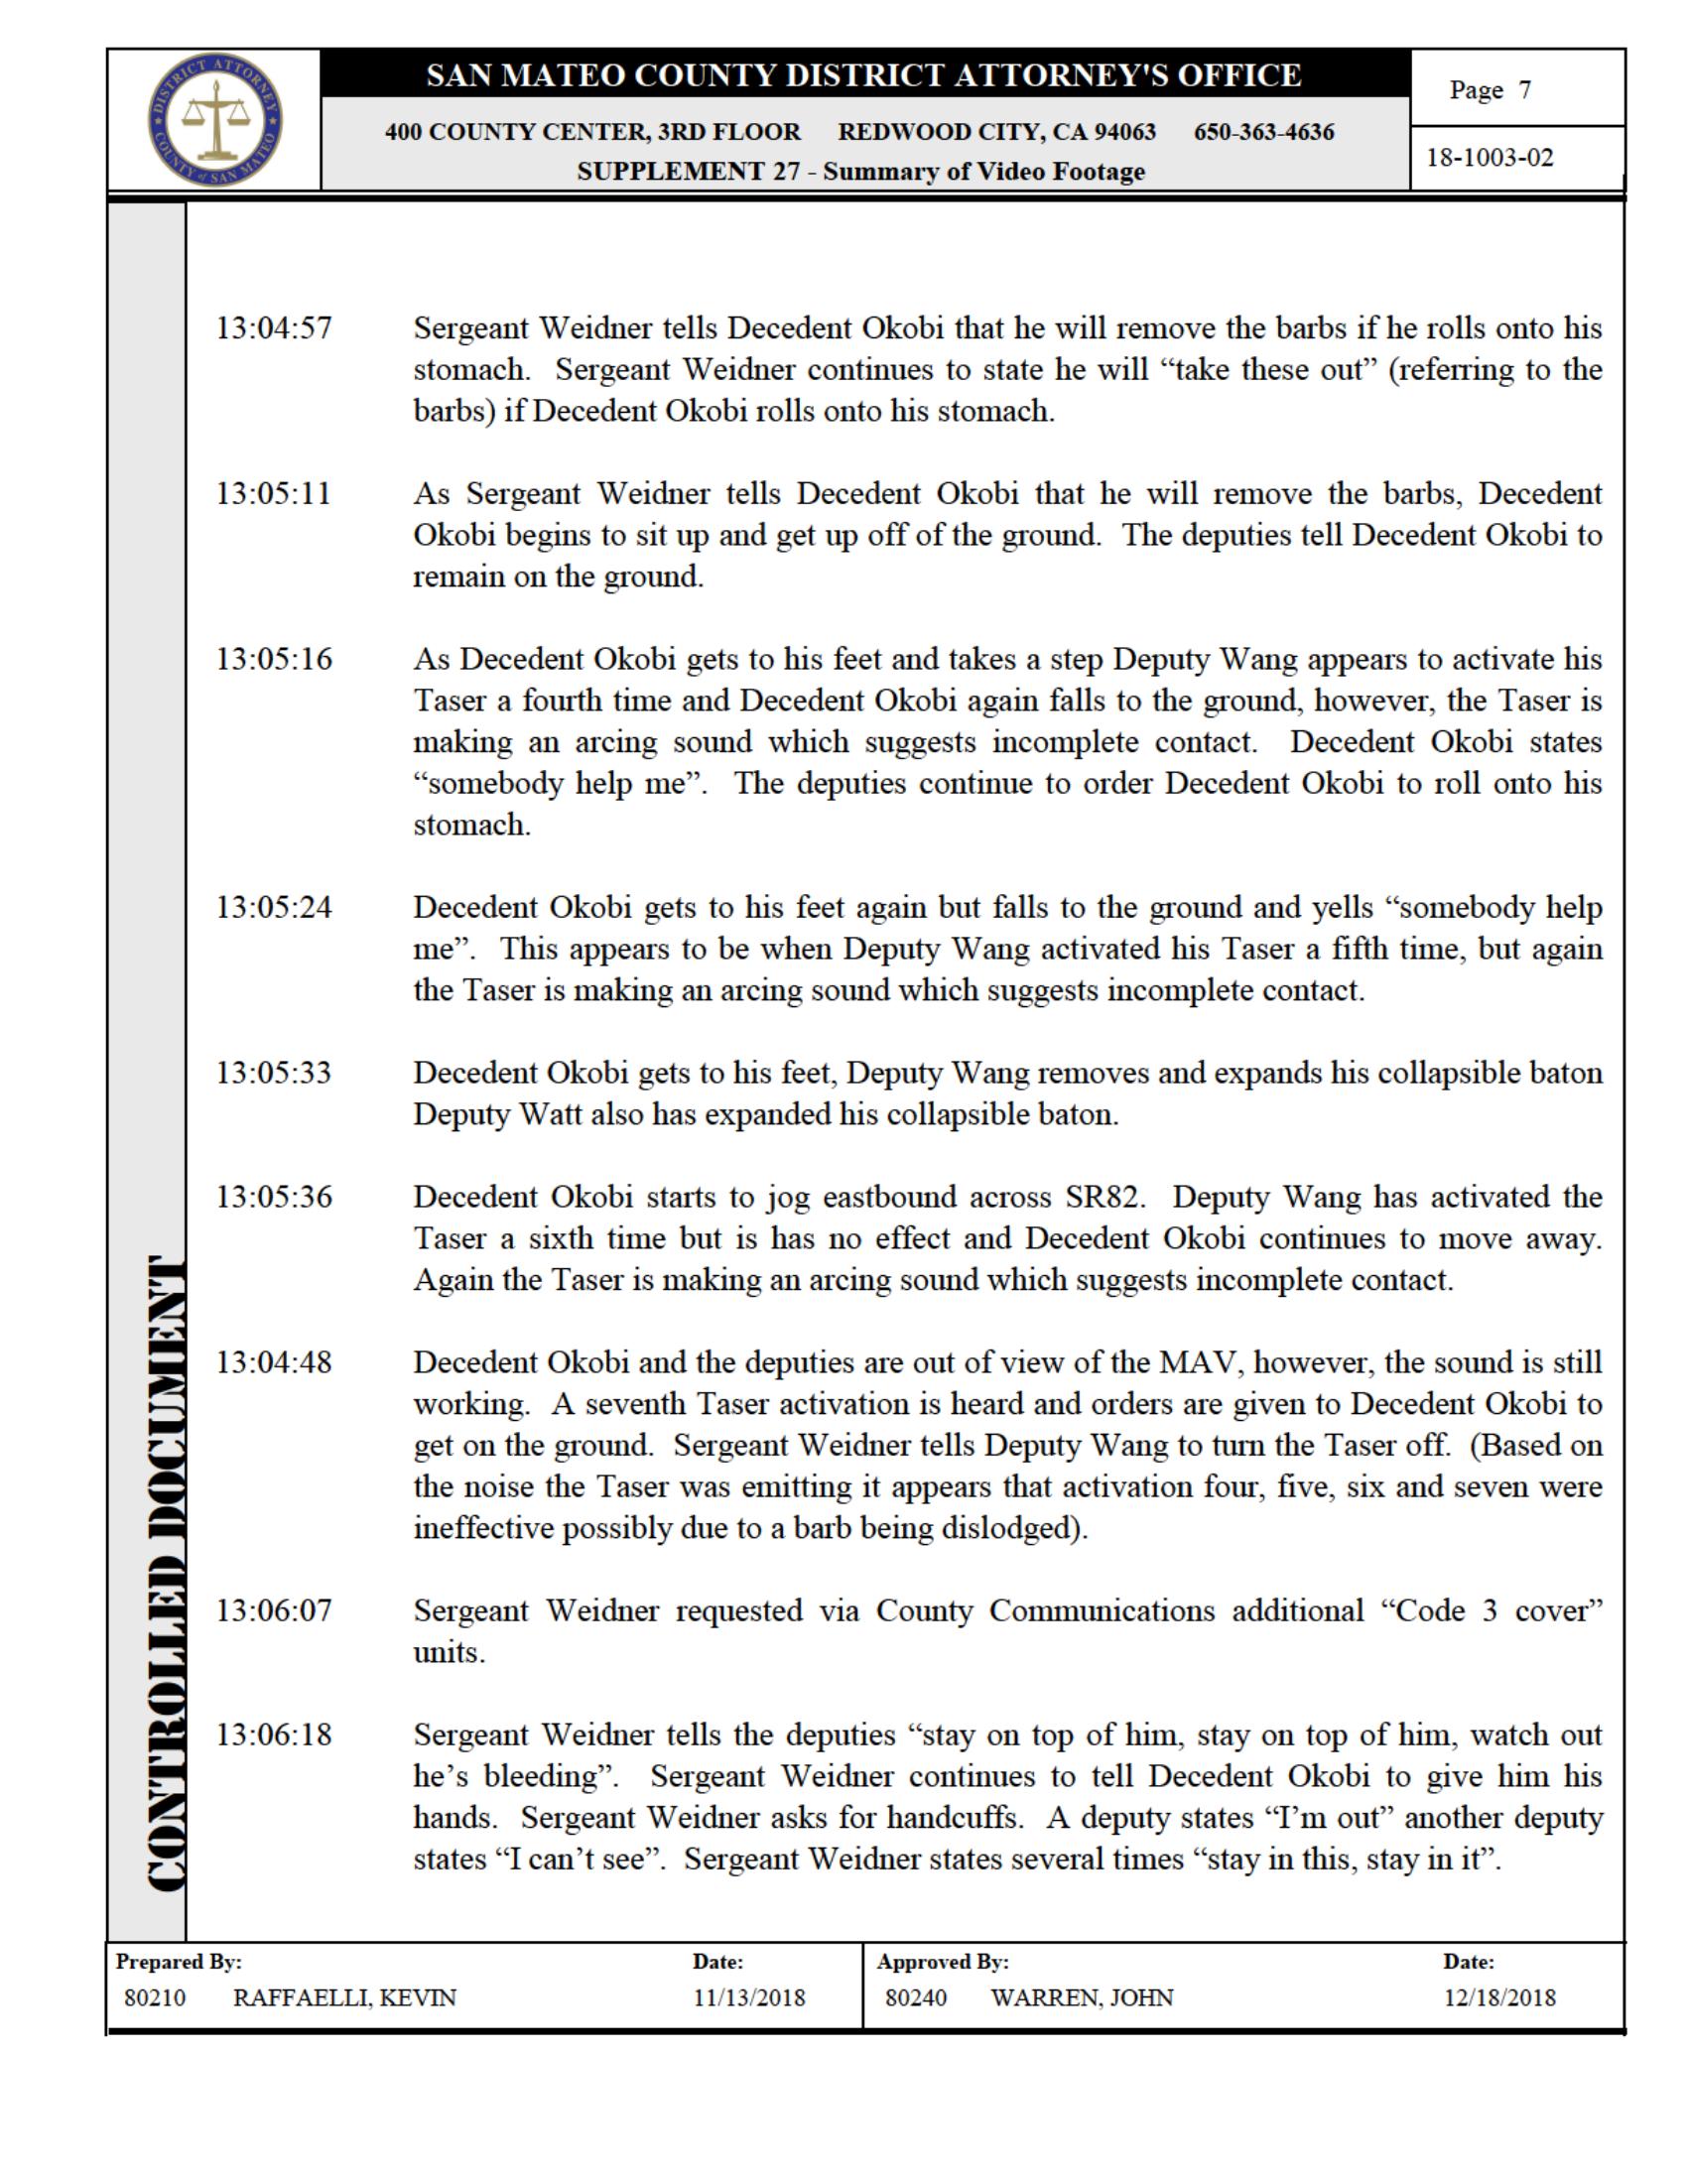 DISTRICT ATTORNEY
COUNTY of SAN MATEO
SAN MATEO COUNTY DISTRICT ATTORNEY'S OFFICE
400 COUNTY CENTER, 3RD FLOOR REDWOOD CITY, CA 94063 650-363-4636
SUPPLEMENT 27 - Summary of Video Footage
Page 7
18-1003-02
13:04:57 Sergeant Weidner tells Decedent Okobi that he will remove the barbs if he rolls onto his
stomach. Sergeant Weidner continues to state he will “take these out” (referring to the
barbs) if Decedent Okobi rolls onto his stomach.
13:05:11 As Sergeant Weidner tells Decedent Okobi that he will remove the barbs, Decedent
Okobi begins to sit up and get up off of the ground. The deputies tell Decedent Okobi to
remain on the ground.
13:05:16 As Decedent Okobi gets to his feet and takes a step Deputy Wang appears to activate his
Taser a fourth time and Decedent Okobi again falls to the ground, however, the Taser is
making an arcing sound which suggests incomplete contact. Decedent Okobi states
“somebody help me”. The deputies continue to order Decedent Okobi to roll onto his
stomach.
13:05:24 Decedent Okobi gets to his feet again but falls to the ground and yells “somebody help
me”. This appears to be when Deputy Wang activated his Taser a fifth time, but again
the Taser is making an arcing sound which suggests incomplete contact.
13:05:33 Decedent Okobi gets to his feet, Deputy Wang removes and expands his collapsible baton
Deputy Watt also has expanded his collapsible baton.
13:05:36 Decedent Okobi starts to jog eastbound across SR82. Deputy Wang has activated the
Taser a sixth time but is has no effect and Decedent Okobi continues to move away.
Again the Taser is making an arcing sound which suggests incomplete contact.
13:04:48 Decedent Okobi and the deputies are out of view of the MAV, however, the sound is still
working. A seventh Taser activation is heard and orders are given to Decedent Okobi to
get on the ground. Sergeant Weidner tells Deputy Wang to turn the Taser off. (Based on
the noise the Taser was emitting it appears that activation four, five, six and seven were
ineffective possibly due to a barb being dislodged).
13:06:07 Sergeant Weidner requested via County Communications additional “Code 3 cover”
units.
13:06:18 Sergeant Weidner tells the deputies “stay on top of him, stay on top of him, watch out
he’s bleeding”. Sergeant Weidner continues to tell Decedent Okobi to give him his
hands. Sergeant Weidner asks for handcuffs. A deputy states “I’m out” another deputy
states “I can’t see”. Sergeant Weidner states several times “stay in this, stay in it”.
CONTROLLED DOCUMENT
Prepared By: Date: Approved By: Date:
80210 RAFFAELLI, KEVIN 11/13/2018 80240 WARREN, JOHN 12/18/2018